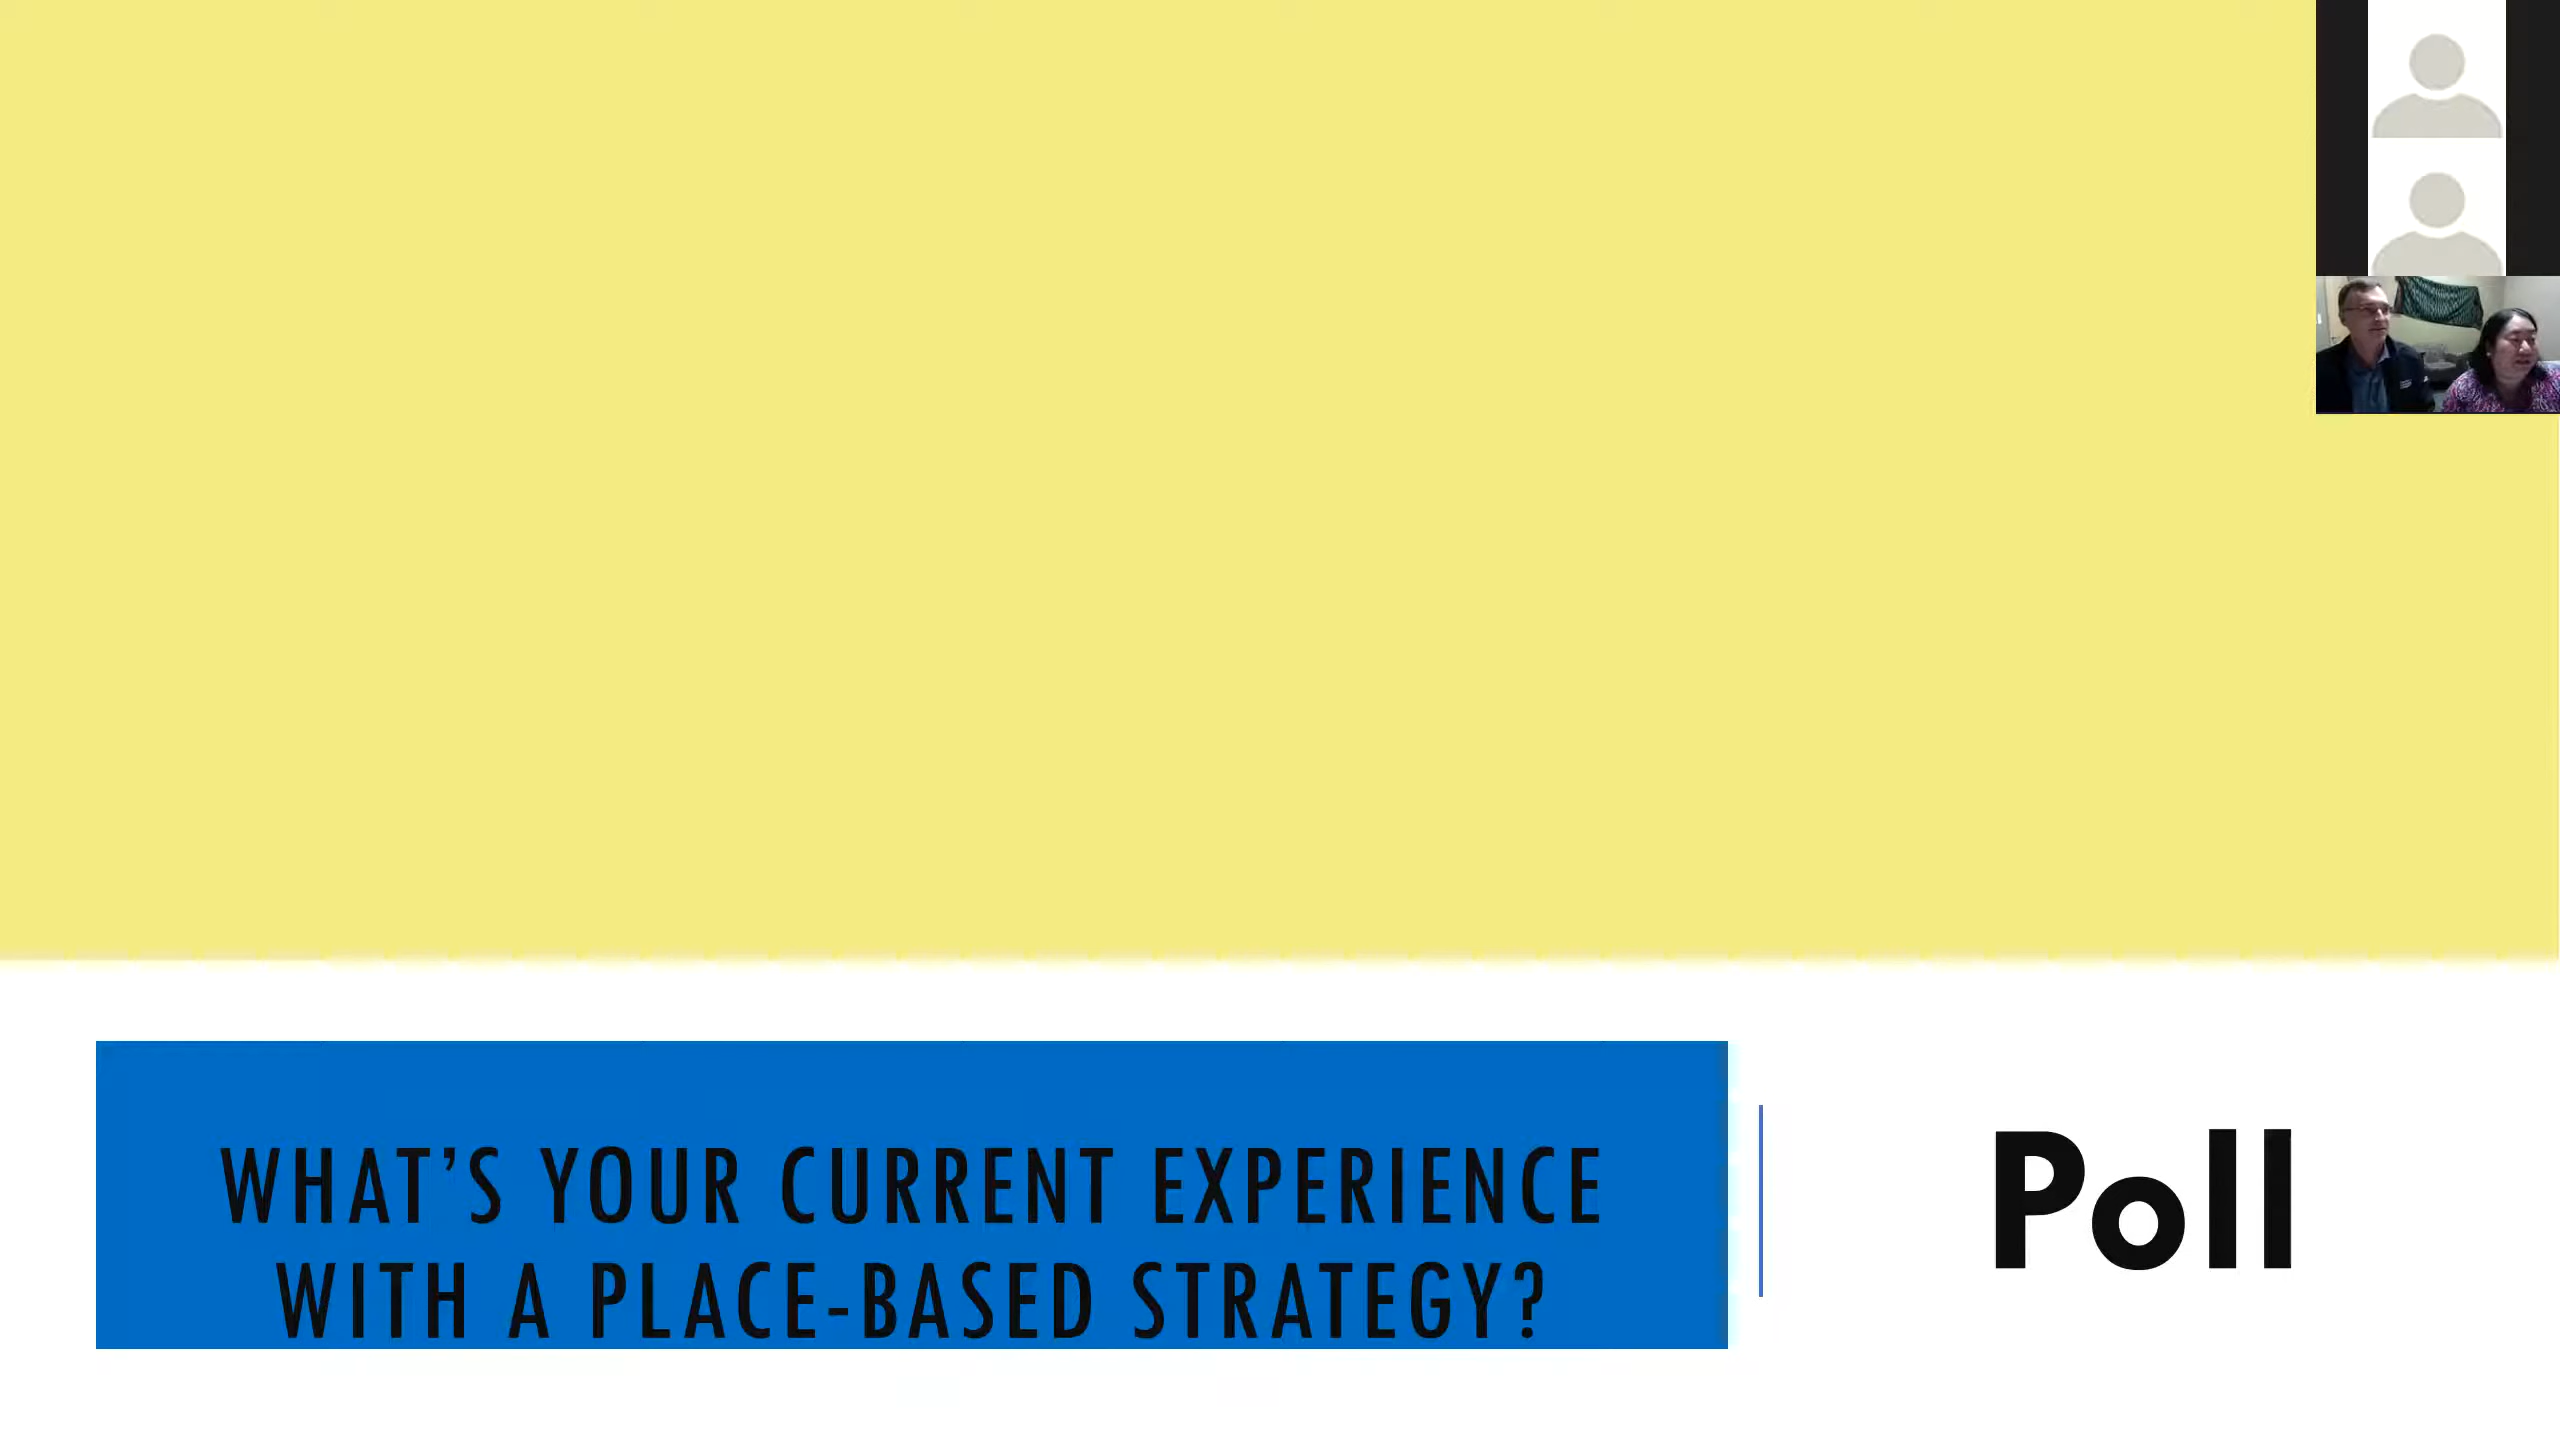 WHAT’S YOUR CURRENT EXPERIENCE
WITH A PLACE-BASED STRATEGY?
Poll